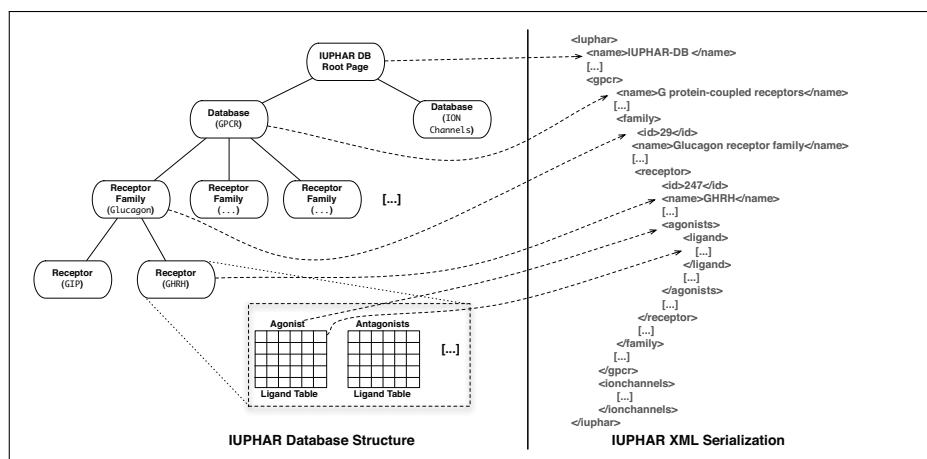 IUPHAR DB
Root Page
Database
(GPCR)
Database
(ION
Channels)
Receptor
Family
(Glucagon)
Receptor
Family
(...)
Receptor
Family
(...)
[...]
Receptor
(GIP)
Receptor
(GHRH)
Agonist
Antagonists
[...]
Ligand Table
Ligand Table
IUPHAR Database Structure
<iuphar>
<name>IUPHAR-DB </name>
[...]
<gpcr>
<name>G protein-coupled receptors</name>
[...]
<family>
<id>29</id>
<name>Glucagon receptor family</name>
[...]
<receptor>
<id>247</id>
<name>GHRH</name>
[...]
<agonists>
<ligand>
[...]
</ligand>
[...]
</agonists>
[...]
</receptor>
[...]
</family>
[...]
</gpcr>
<ionchannels>
[...]
</ionchannels>
</iuphar>
IUPHAR XML Serialization